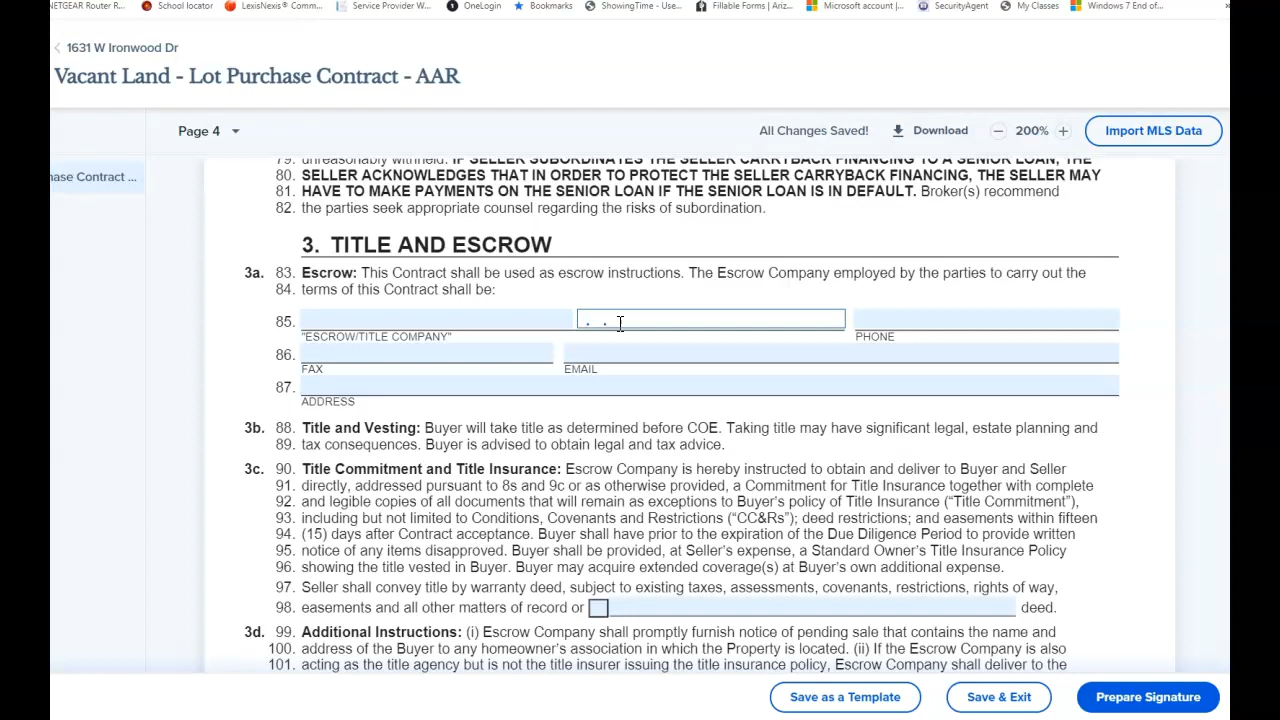 NETGEAR Router R... School locator LexisNexis® Comm... Service Provider W... OneLogin Bookmarks ShowingTime - Use... Fillable Forms | Ariz... Microsoft account |... SecurityAgent My Classes Windows 7 End of... »
1631 W Ironwood Dr
Vacant Land - Lot Purchase Contract - AAR
Page 4 All Changes Saved! Download 200% Import MLS Data
hase Contract ...
79. unreasonably withheld. IF SELLER SUBORDINATES THE SELLER CARRYBACK FINANCING TO A SENIOR LOAN, THE
80. SELLER ACKNOWLEDGES THAT IN ORDER TO PROTECT THE SELLER CARRYBACK FINANCING, THE SELLER MAY
81. HAVE TO MAKE PAYMENTS ON THE SENIOR LOAN IF THE SENIOR LOAN IS IN DEFAULT. Broker(s) recommend
82. the parties seek appropriate counsel regarding the risks of subordination.
3. TITLE AND ESCROW
3a. 83. Escrow: This Contract shall be used as escrow instructions. The Escrow Company employed by the parties to carry out the
84. terms of this Contract shall be:
85. , ,
"ESCROW/TITLE COMPANY" PHONE
86.
FAX EMAIL
87.
ADDRESS
3b. 88. Title and Vesting: Buyer will take title as determined before COE. Taking title may have significant legal, estate planning and
89. tax consequences. Buyer is advised to obtain legal and tax advice.
3c. 90. Title Commitment and Title Insurance: Escrow Company is hereby instructed to obtain and deliver to Buyer and Seller
91. directly, addressed pursuant to 8s and 9c or as otherwise provided, a Commitment for Title Insurance together with complete
92. and legible copies of all documents that will remain as exceptions to Buyer's policy of Title Insurance (“Title Commitment”),
93. including but not limited to Conditions, Covenants and Restrictions (“CC&Rs”); deed restrictions; and easements within fifteen
94. (15) days after Contract acceptance. Buyer shall have prior to the expiration of the Due Diligence Period to provide written
95. notice of any items disapproved. Buyer shall be provided, at Seller's expense, a Standard Owner's Title Insurance Policy
96. showing the title vested in Buyer. Buyer may acquire extended coverage(s) at Buyer's own additional expense.
97. Seller shall convey title by warranty deed, subject to existing taxes, assessments, covenants, restrictions, rights of way,
98. easements and all other matters of record or deed.
3d. 99. Additional Instructions: (i) Escrow Company shall promptly furnish notice of pending sale that contains the name and
100. address of the Buyer to any homeowner's association in which the Property is located. (ii) If the Escrow Company is also
101. acting as the title agency but is not the title insurer issuing the title insurance policy, Escrow Company shall deliver to the
Save as a Template Save & Exit Prepare Signature